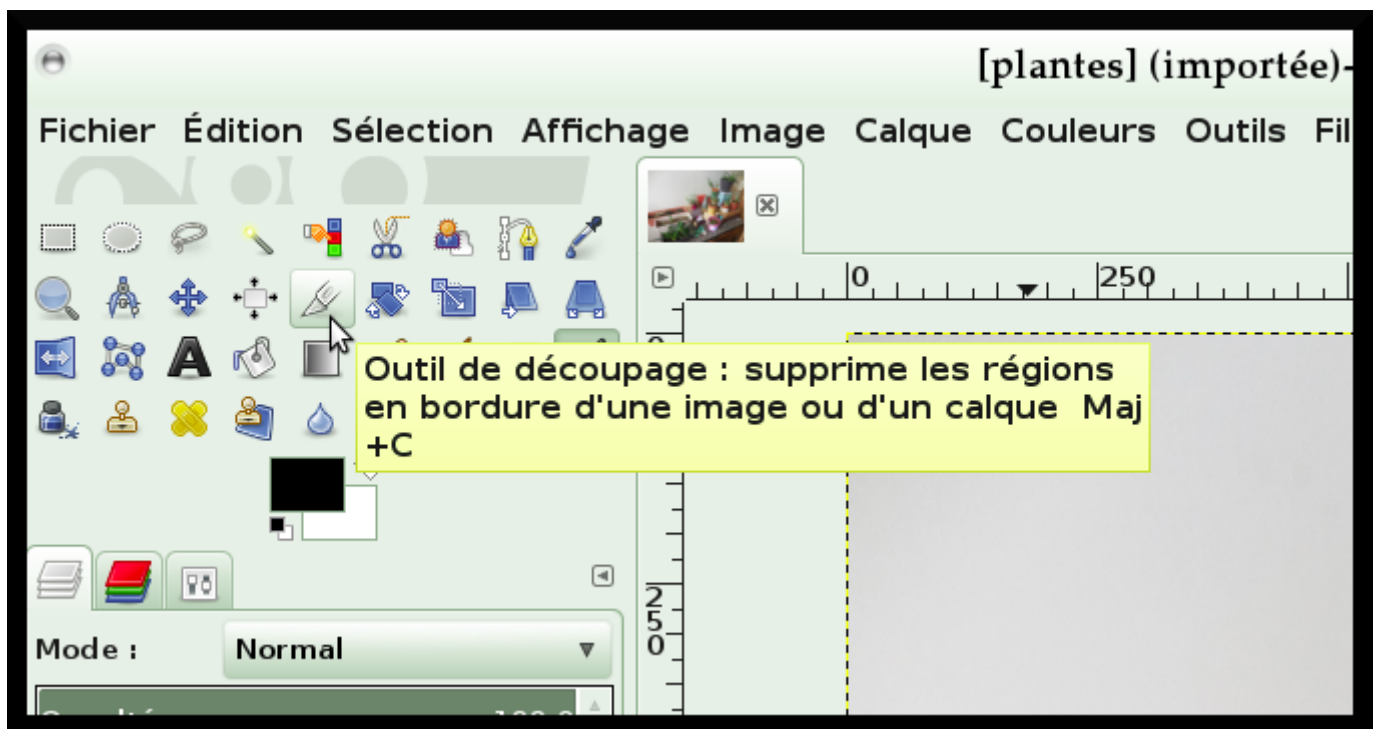 [plantes] (importée)-
Fichier Édition Sélection Affichage Image Calque Couleurs Outils Fil
0 250
Outil de découpage : supprime les régions
en bordure d'une image ou d'un calque Maj
+C
250
Mode : Normal